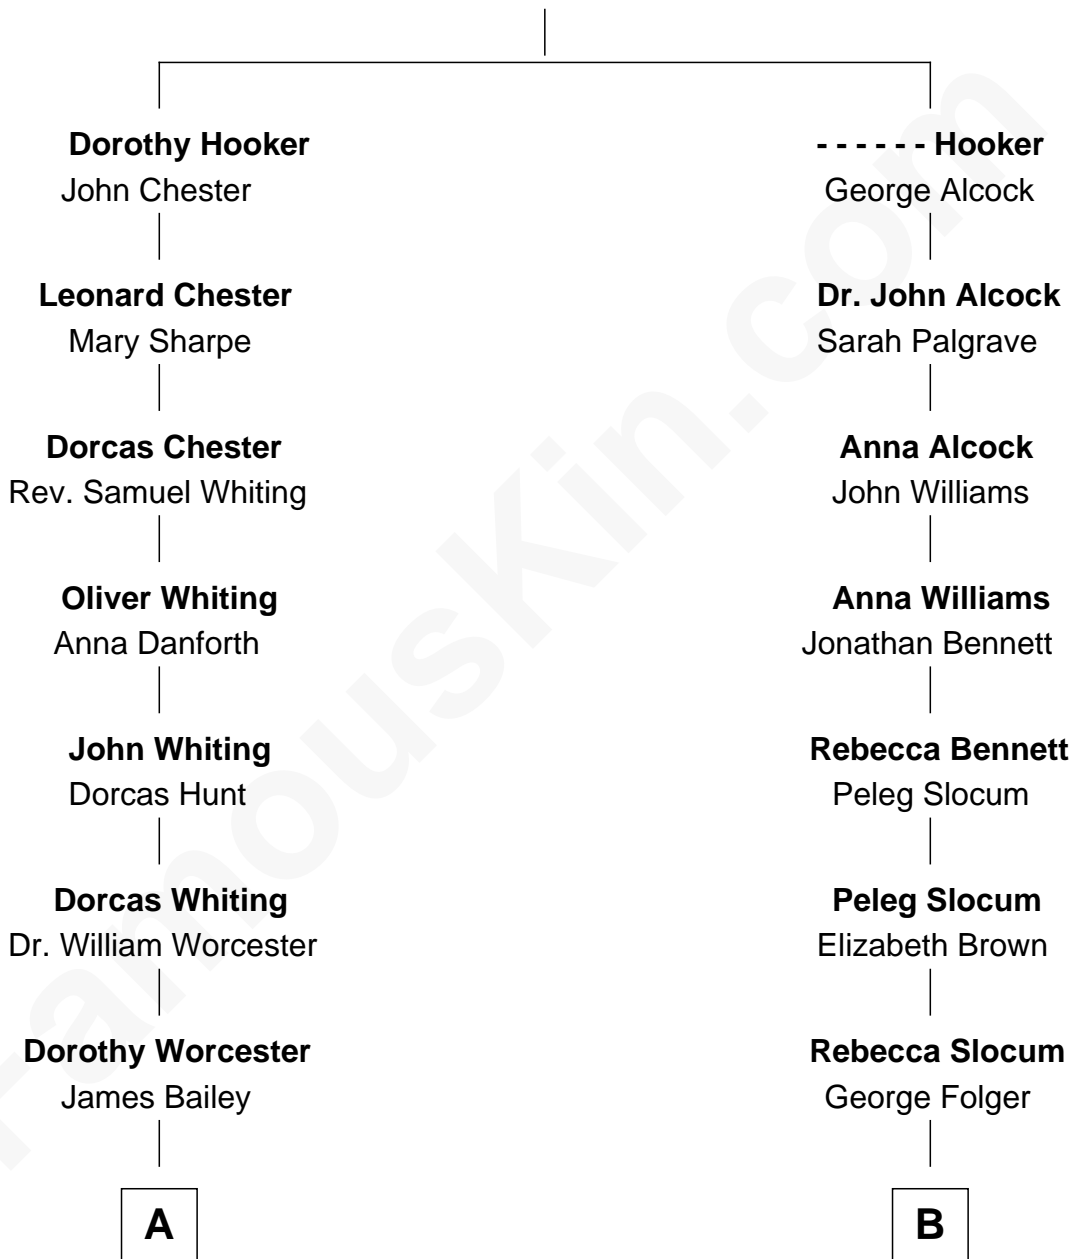 Dorothy Hooker
John Chester
Leonard Chester
Mary Sharpe
Dorcas Chester
Rev. Samuel Whiting
Oliver Whiting
Anna Danforth
John Whiting
Dorcas Hunt
Dorcas Whiting
Dr. William Worcester
Dorothy Worcester
James Bailey
A
- - - - - - Hooker
George Alcock
Dr. John Alcock
Sarah Palgrave
Anna Alcock
John Williams
Anna Williams
Jonathan Bennett
Rebecca Bennett
Peleg Slocum
Peleg Slocum
Elizabeth Brown
Rebecca Slocum
George Folger
B
FamousKin.com